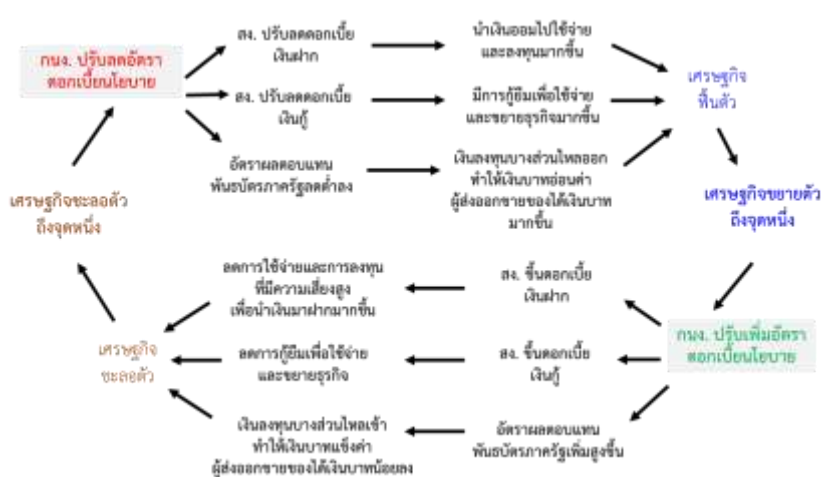 กนง. ปรับลดอัตรา
ดอกเบี้ยนโยบาย
สง. ปรับลดดอกเบี้ย
เงินฝาก
นำเงินออมไปใช้จ่าย
และลงทุนมากขึ้น
สง. ปรับลดดอกเบี้ย
เงินกู้
มีการกู้ยืมเพื่อใช้จ่าย
และขยายธุรกิจมากขึ้น
อัตราผลตอบแทน
พันธบัตรภาครัฐลดต่ำลง
เงินลงทุนบางส่วนไหลออก
ทำให้เงินบาทอ่อนค่า
ผู้ส่งออกขายของได้เงินบาท
มากขึ้น
เศรษฐกิจ
ฟื้นตัว
เศรษฐกิจขยายตัว
ถึงจุดหนึ่ง
กนง. ปรับเพิ่มอัตรา
ดอกเบี้ยนโยบาย
สง. ขึ้นดอกเบี้ย
เงินฝาก
ลดการใช้จ่ายและการลงทุน
ที่มีความเสี่ยงสูง
เพื่อนำเงินมาฝากมากขึ้น
สง. ขึ้นดอกเบี้ย
เงินกู้
ลดการกู้ยืมเพื่อใช้จ่าย
และขยายธุรกิจ
อัตราผลตอบแทน
พันธบัตรภาครัฐเพิ่มสูงขึ้น
เงินลงทุนบางส่วนไหลเข้า
ทำให้เงินบาทแข็งค่า
ผู้ส่งออกขายของได้เงินบาทน้อยลง
เศรษฐกิจ
ชะลอตัว
เศรษฐกิจชะลอตัว
ถึงจุดหนึ่ง